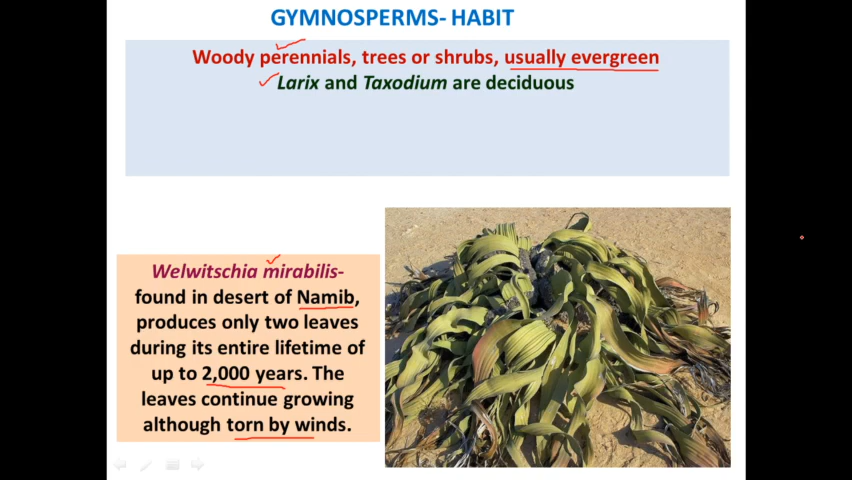 GYMNOSPERMS- HABIT
Woody perennials, trees or shrubs, usually evergreen
Larix and Taxodium are deciduous
Welwitschia mirabilis-
found in desert of Namib,
produces only two leaves
during its entire lifetime of
up to 2,000 years. The
leaves continue growing
although torn by winds.